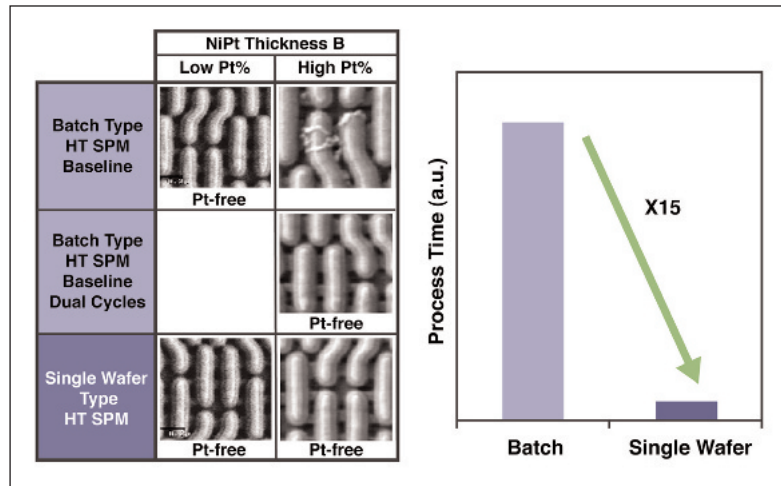 NiPt Thickness B
Low Pt%
High Pt%
Batch Type
HT SPM
Baseline
Pt-free
Batch Type
HT SPM
Baseline
Dual Cycles
Pt-free
Single Wafer
Type
HT SPM
Pt-free
Pt-free
Process Time (a.u.)
X15
Batch
Single Wafer